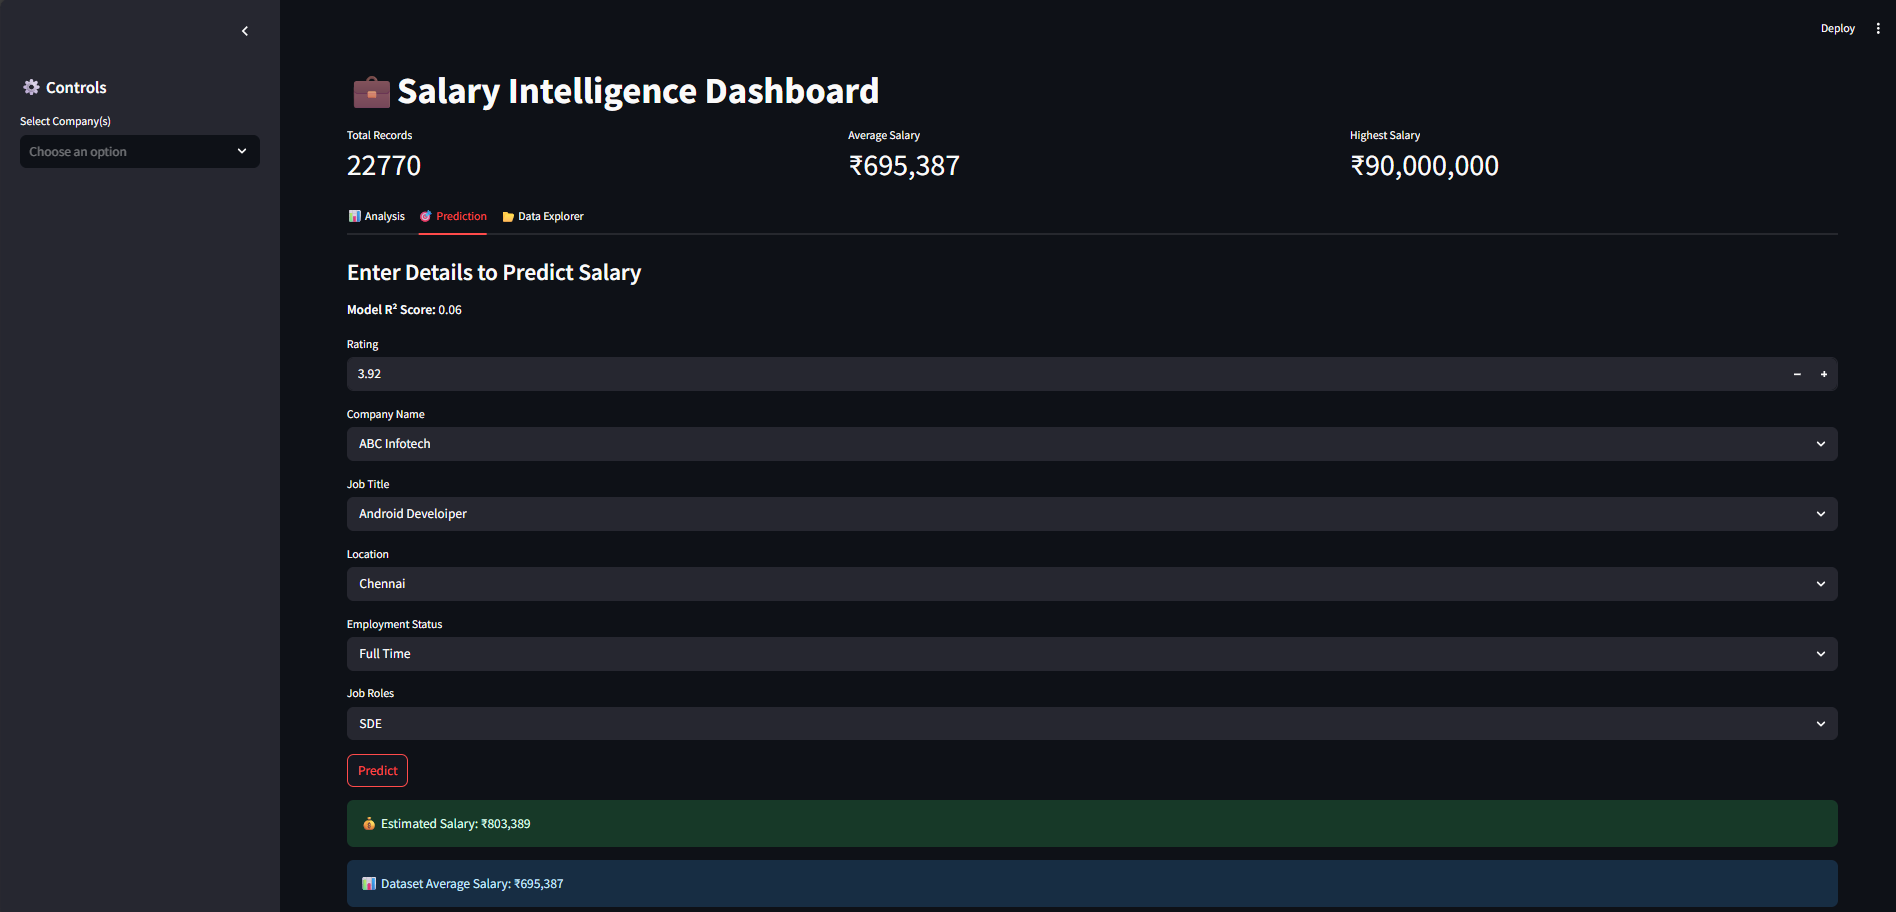 Deploy
Controls
Select Company(s)
Choose an option
Salary Intelligence Dashboard
Total Records
22770
Average Salary
₹695,387
Highest Salary
₹90,000,000
Analysis
Prediction
Data Explorer
Enter Details to Predict Salary
Model R² Score: 0.06
Rating
3.92
Company Name
ABC Infotech
Job Title
Android Develoiper
Location
Chennai
Employment Status
Full Time
Job Roles
SDE
Predict
Estimated Salary: ₹803,389
Dataset Average Salary: ₹695,387